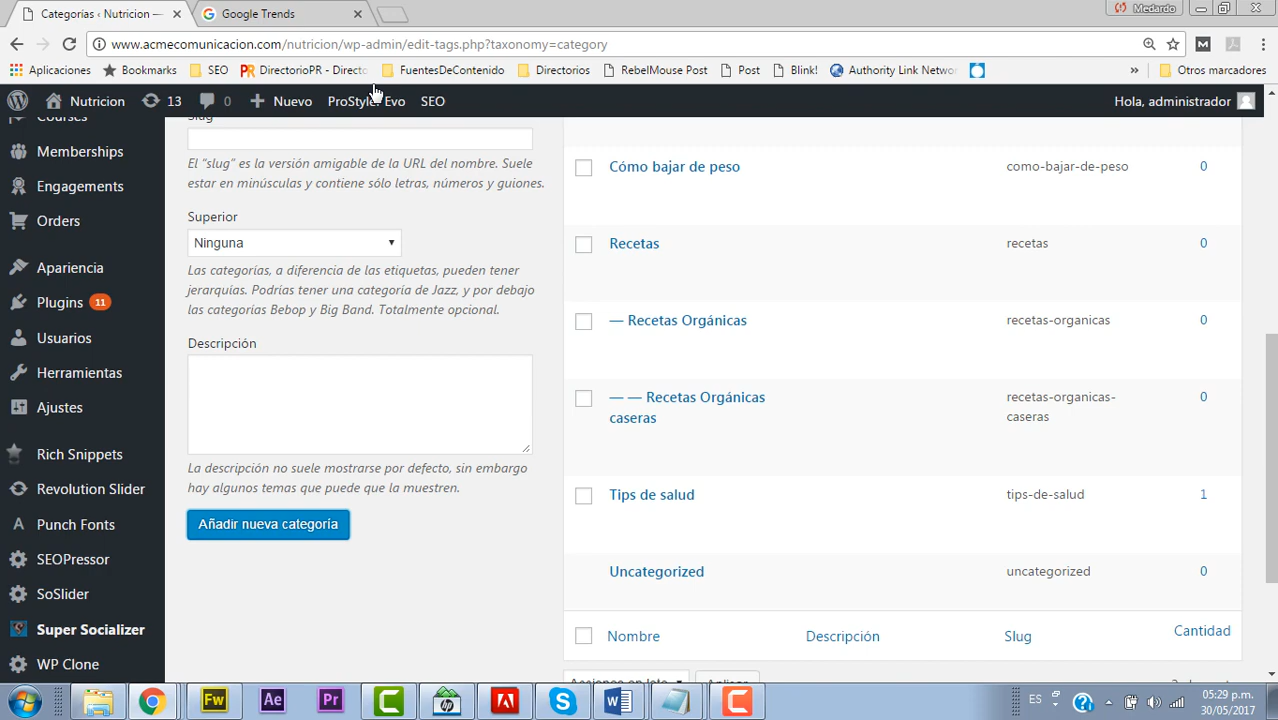 Categorías ‹ Nutricion —
Google Trends
Medardo
www.acmecomunicacion.com/nutricion/wp-admin/edit-tags.php?taxonomy=category
Aplicaciones
Bookmarks
SEO
DirectorioPR - Directo
FuentesDeContenido
Directorios
RebelMouse Post
Post
Blink!
Authority Link Netwo
»
Otros marcadores
Nutricion
13
0
Nuevo
ProStyle Evo
SEO
Hola, administrador
Courses
Memberships
Engagements
Orders
Apariencia
Plugins 11
Usuarios
Herramientas
Ajustes
Rich Snippets
Revolution Slider
Punch Fonts
SEOPressor
SoSlider
Super Socializer
WP Clone
Slug
El “slug” es la versión amigable de la URL del nombre. Suele
estar en minúsculas y contiene sólo letras, números y guiones.
Superior
Ninguna
Las categorías, a diferencia de las etiquetas, pueden tener
jerarquías. Podrías tener una categoría de Jazz, y por debajo
las categorías Bebop y Big Band. Totalmente opcional.
Descripción
La descripción no suele mostrarse por defecto, sin embargo
hay algunos temas que puede que la muestren.
Añadir nueva categoría
Cómo bajar de peso como-bajar-de-peso 0
Recetas recetas 0
— Recetas Orgánicas recetas-organicas 0
— — Recetas Orgánicas recetas-organicas- 0
caseras caseras
Tips de salud tips-de-salud 1
Uncategorized uncategorized 0
Nombre Descripción Slug Cantidad
Acciones en lote Aplicar
Fw
Ae
Pr
hp
ES
05:29 p.m.
30/05/2017